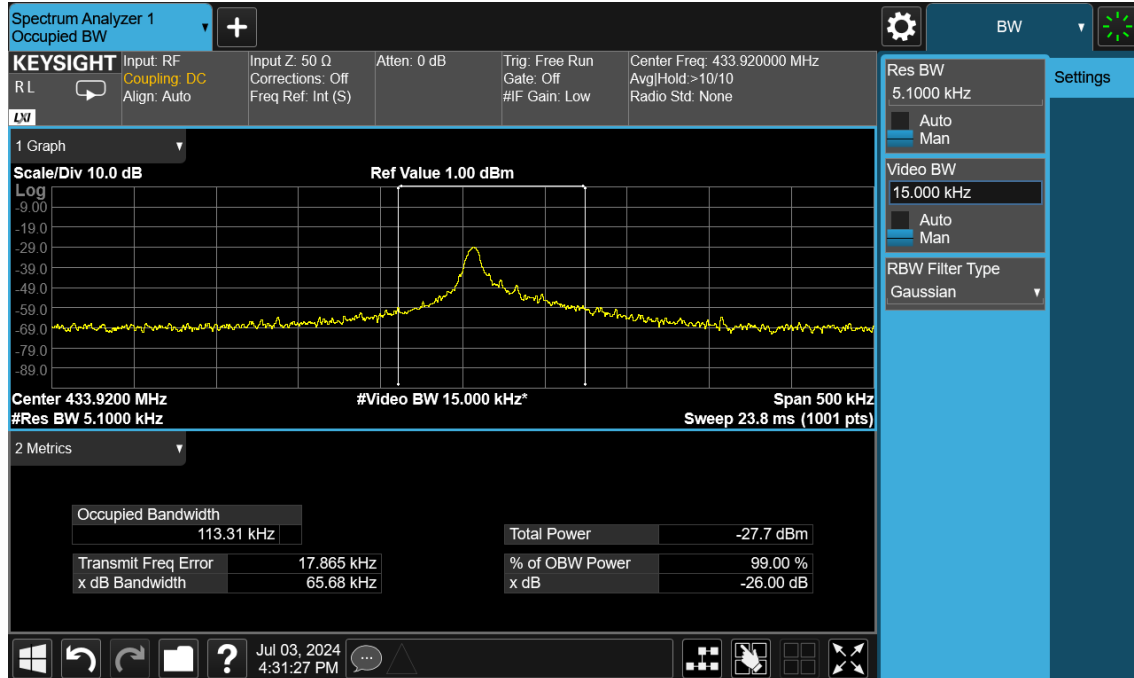 Spectrum Analyzer 1
Occupied BW
+
BW
KEYSIGHT
R L
LXI
Input: RF
Coupling: DC
Align: Auto
Input Z: 50 Ω
Corrections: Off
Freq Ref: Int (S)
Atten: 0 dB
Trig: Free Run
Gate: Off
#IF Gain: Low
Center Freq: 433.920000 MHz
Avg|Hold:>10/10
Radio Std: None
Res BW
5.1000 kHz
Auto
Man
Settings
Video BW
15.000 kHz
Auto
Man
RBW Filter Type
Gaussian
1 Graph
Scale/Div 10.0 dB
Ref Value 1.00 dBm
Log
-9.00
-19.0
-29.0
-39.0
-49.0
-59.0
-69.0
-79.0
-89.0
Center 433.9200 MHz
#Video BW 15.000 kHz*
Span 500 kHz
#Res BW 5.1000 kHz
Sweep 23.8 ms (1001 pts)
2 Metrics
Occupied Bandwidth
113.31 kHz
Total Power -27.7 dBm
Transmit Freq Error 17.865 kHz
% of OBW Power 99.00 %
x dB Bandwidth 65.68 kHz
x dB -26.00 dB
?
Jul 03, 2024
4:31:27 PM